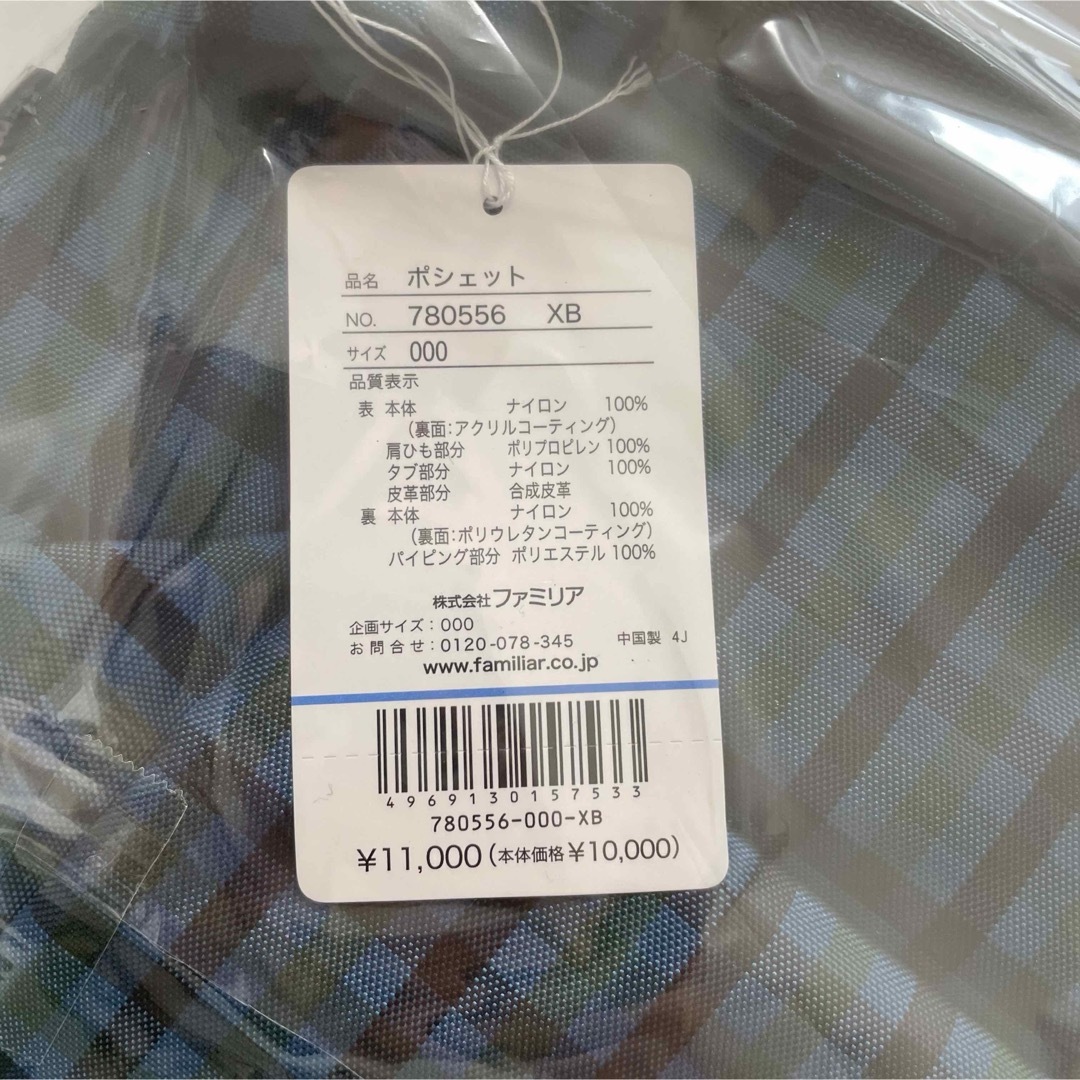 品名 ポシェット
NO. 780556 XB
サイズ 000
品質表示
表 本体 ナイロン 100%
(裏面:アクリルコーティング)
肩ひも部分 ポリプロピレン 100%
タブ部分 ナイロン 100%
皮革部分 合成皮革
裏 本体 ナイロン 100%
(裏面:ポリウレタンコーティング)
パイピング部分 ポリエステル 100%
株式会社ファミリア
企画サイズ:000
お問合せ:0120-078-345 中国製 4J
www.familiar.co.jp
4969130157533
780556-000-XB
¥11,000(本体価格¥10,000)